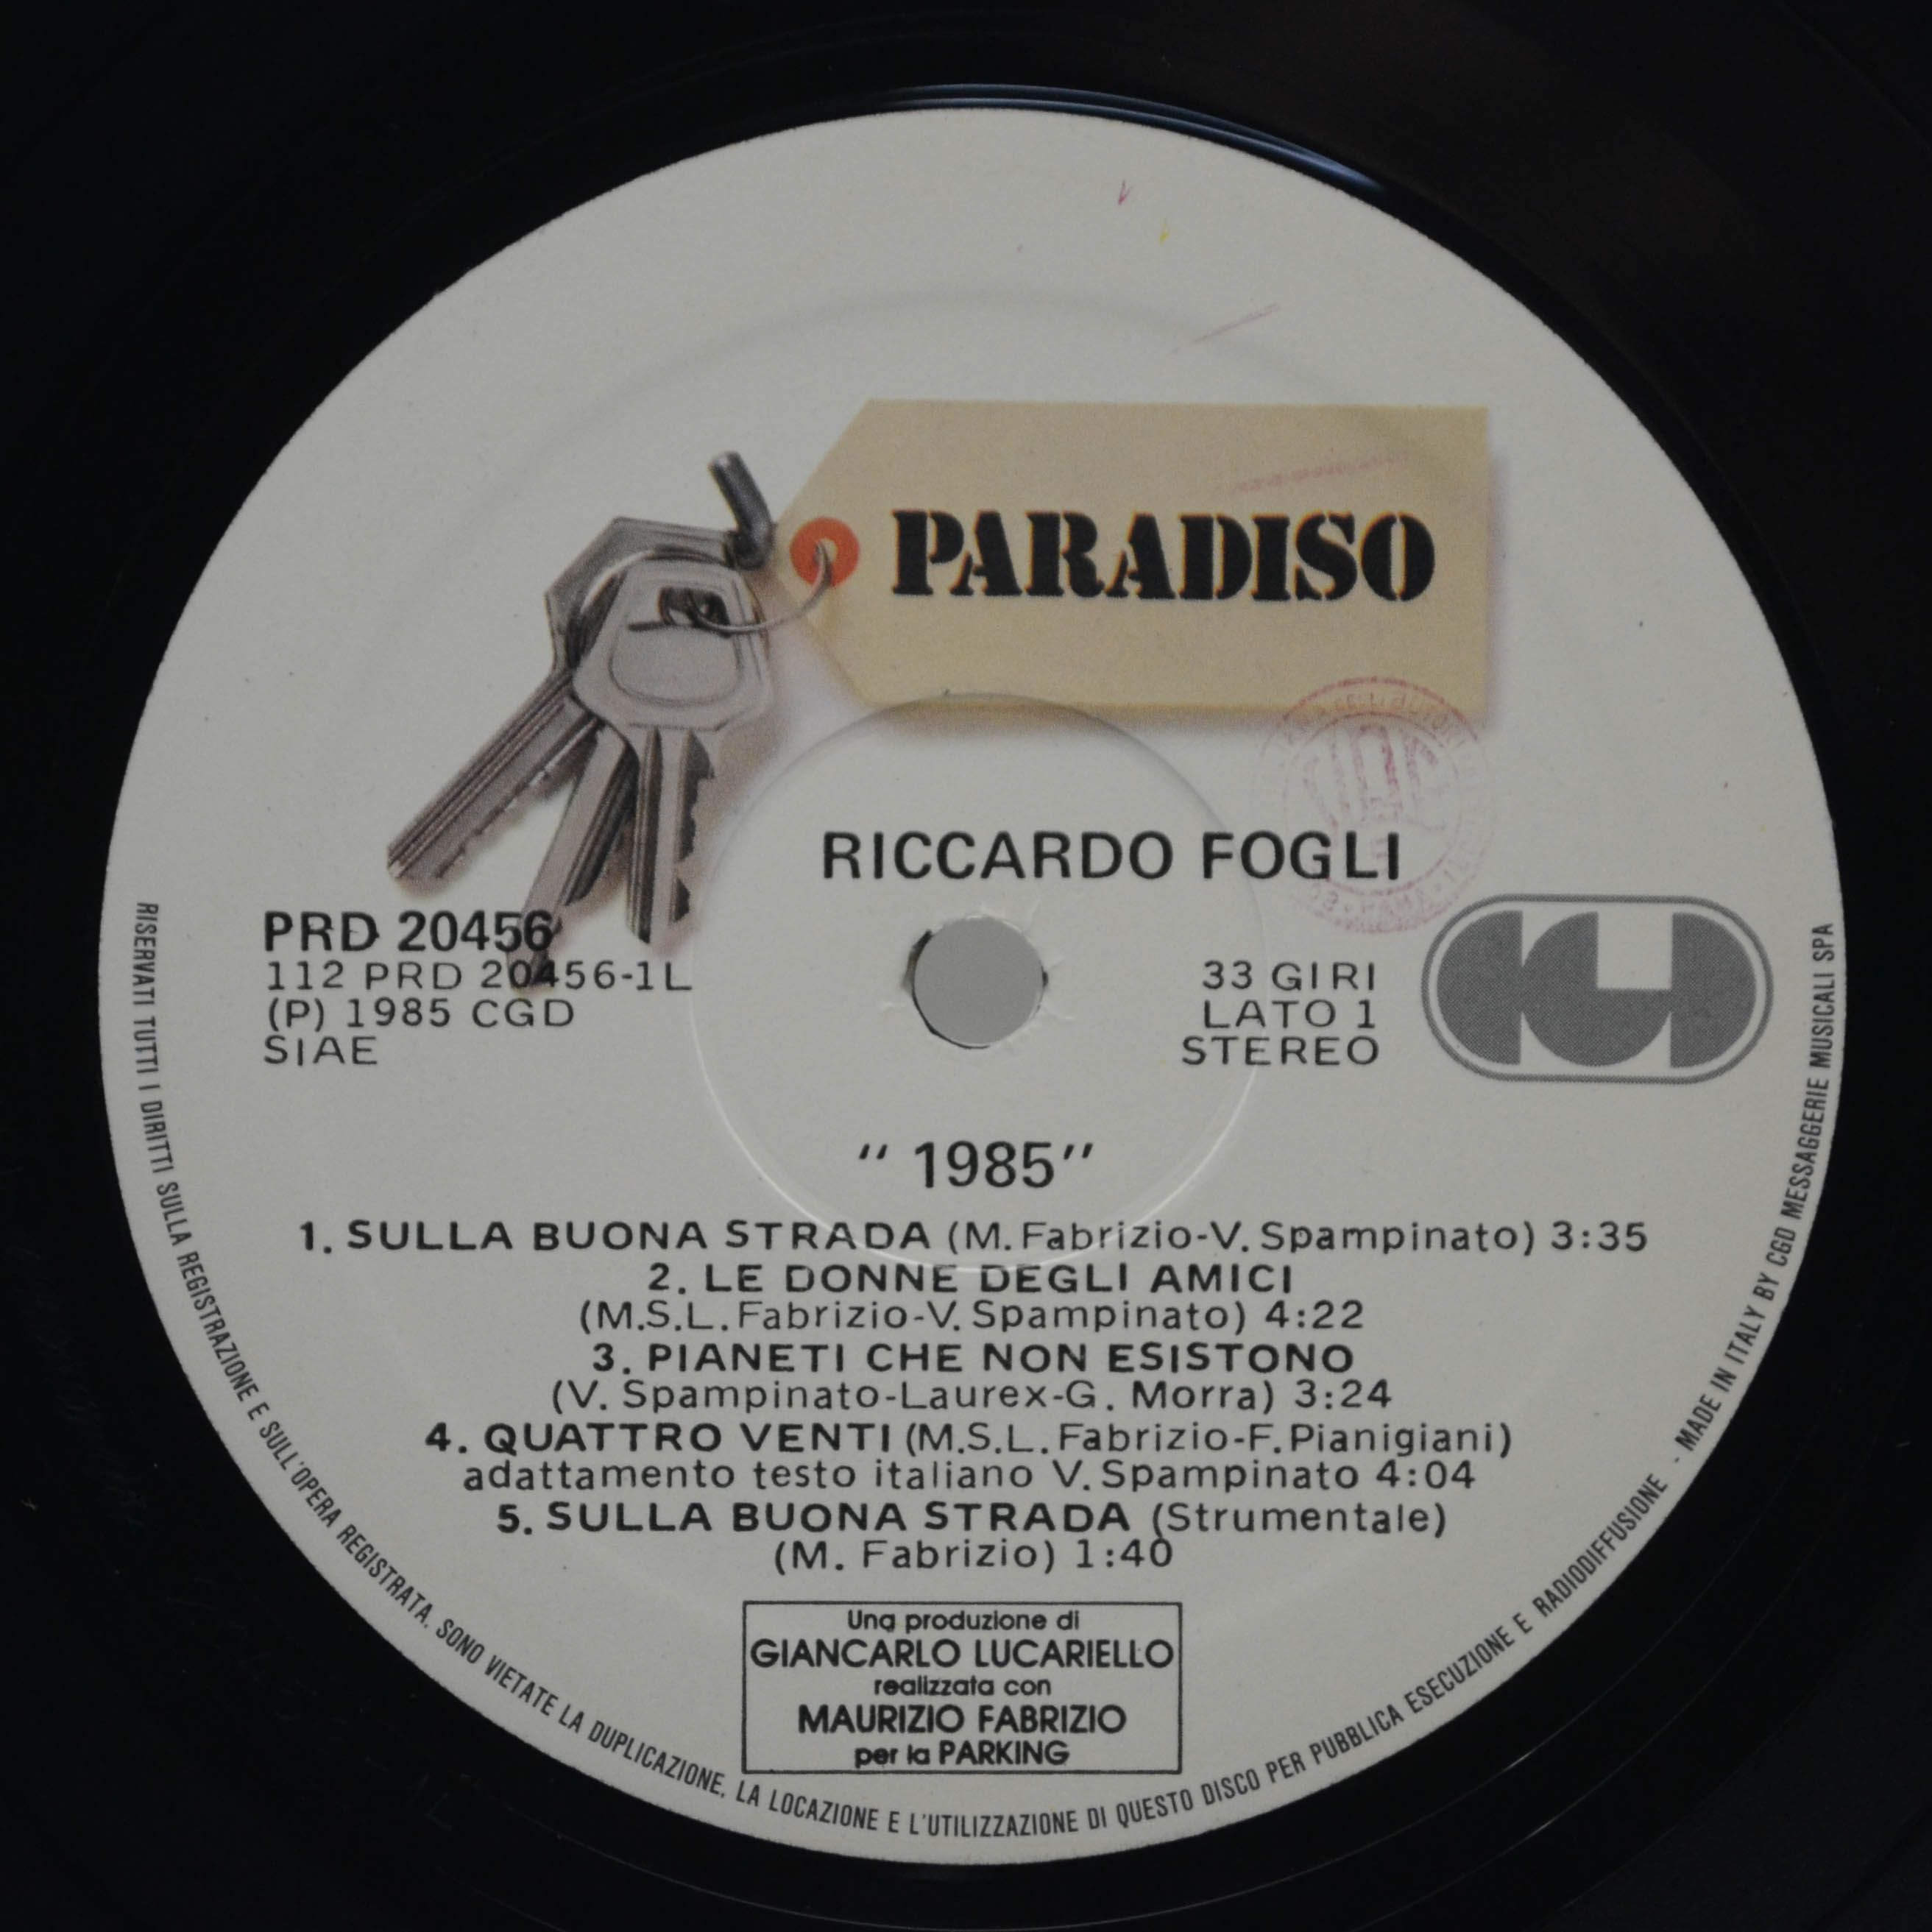 PARADISO
RICCARDO FOGLI
PRD 20456
112 PRD 20456-1L
(P) 1985 CGD
SIAE
33 GIRI
LATO 1
STEREO
" 1985"
1. SULLA BUONA STRADA (M. Fabrizio-V. Spampinato) 3:35
2. LE DONNE DEGLI AMICI
(M.S.L. Fabrizio-V. Spampinato) 4:22
3. PIANETI CHE NON ESISTONO
(V. Spampinato-Laurex-G. Morra) 3:24
4. QUATTRO VENTI (M.S.L. Fabrizio-F. Pianigiani)
adattamento testo italiano V. Spampinato 4:04
5. SULLA BUONA STRADA (Strumentale)
(M. Fabrizio) 1:40
Una produzione di
GIANCARLO LUCARIELLO
realizzata con
MAURIZIO FABRIZIO
per la PARKING
RISERVATI TUTTI I DIRITTI SULLA REGISTRAZIONE E SULL'OPERA REGISTRATA. SONO VIETATE LA DUPLICAZIONE, LA LOCAZIONE E L'UTILIZZAZIONE DI QUESTO DISCO PER PUBBLICA ESECUZIONE E RADIODIFFUSIONE - MADE IN ITALY BY CGD MESSAGGERIE MUSICALI SPA